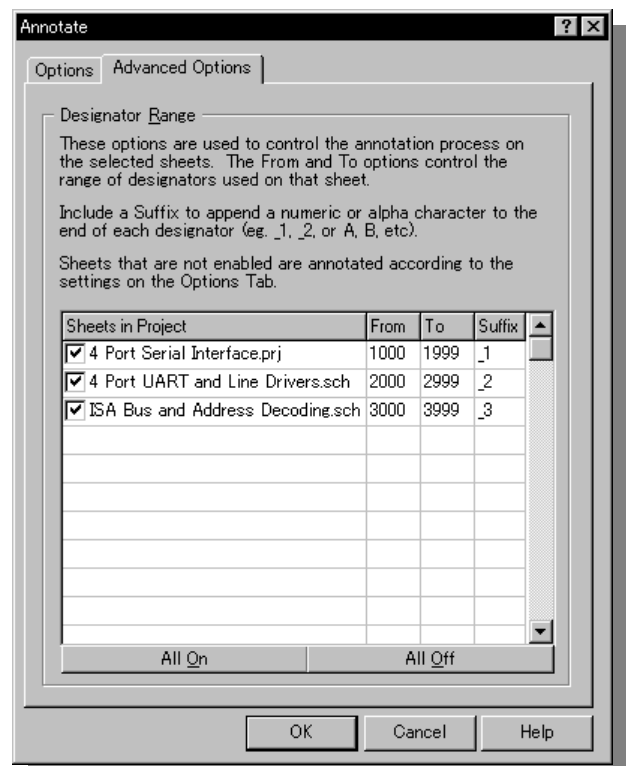 Annotate
Options Advanced Options
Designator Range
These options are used to control the annotation process on
the selected sheets. The From and To options control the
range of designators used on that sheet.
Include a Suffix to append a numeric or alpha character to the
end of each designator (eg. _1, _2, or A, B, etc).
Sheets that are not enabled are annotated according to the
settings on the Options Tab.
Sheets in Project From To Suffix
4 Port Serial Interface.prj 1000 1999 _1
4 Port UART and Line Drivers.sch 2000 2999 _2
ISA Bus and Address Decoding.sch 3000 3999 _3
All On All Off
OK Cancel Help